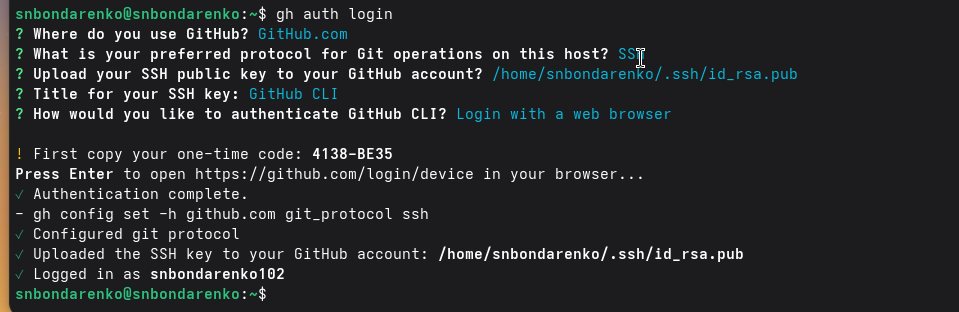 snbondarenko@snbondarenko:~$ gh auth login
? Where do you use GitHub? GitHub.com
? What is your preferred protocol for Git operations on this host? SSH
? Upload your SSH public key to your GitHub account? /home/snbondarenko/.ssh/id_rsa.pub
? Title for your SSH key: GitHub CLI
? How would you like to authenticate GitHub CLI? Login with a web browser
! First copy your one-time code: 4138-BE35
Press Enter to open https://github.com/login/device in your browser...
✓ Authentication complete.
- gh config set -h github.com git_protocol ssh
✓ Configured git protocol
✓ Uploaded the SSH key to your GitHub account: /home/snbondarenko/.ssh/id_rsa.pub
✓ Logged in as snbondarenko102
snbondarenko@snbondarenko:~$